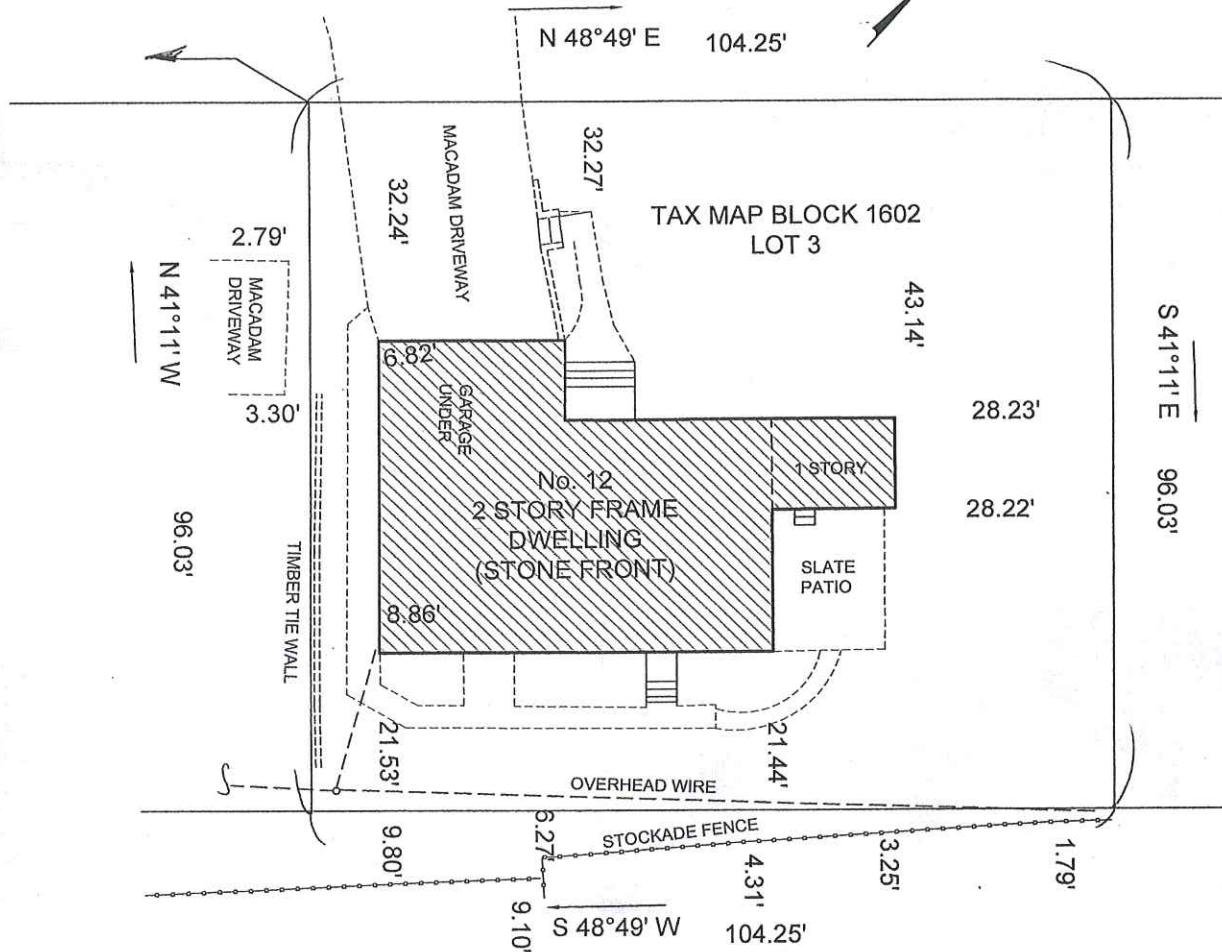 N 48°49' E 104.25'
MACADAM DRIVEWAY
32.27'
32.24'
TAX MAP BLOCK 1602
LOT 3
2.79'
MACADAM
DRIVEWAY
N 41°11' W
43.14'
S 41°11' E
6.82'
GARAGE
UNDER
3.30'
28.23'
1 STORY
No. 12
2 STORY FRAME
DWELLING
(STONE FRONT)
96.03'
28.22'
96.03'
TIMBER TIE WALL
SLATE
PATIO
8.86'
21.53'
21.44'
OVERHEAD WIRE
STOCKADE FENCE
9.80'
6.27'
4.31'
3.25'
1.79'
9.10'
S 48°49' W 104.25'